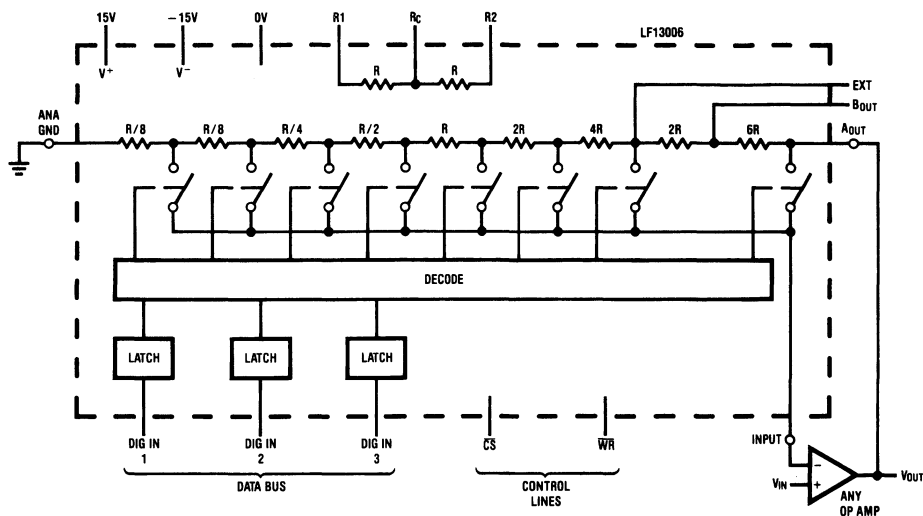 15V −15V 0V R1 RC R2
LF13006
V+ V−
R R
EXT
BOUT
ANA GND
R/8 R/8 R/4 R/2 R 2R 4R 2R 6R
AOUT
DECODE
LATCH LATCH LATCH
DIG IN 1 DIG IN 2 DIG IN 3
CS WR
INPUT
DATA BUS
CONTROL LINES
−
VIN +
VOUT
ANY OP AMP